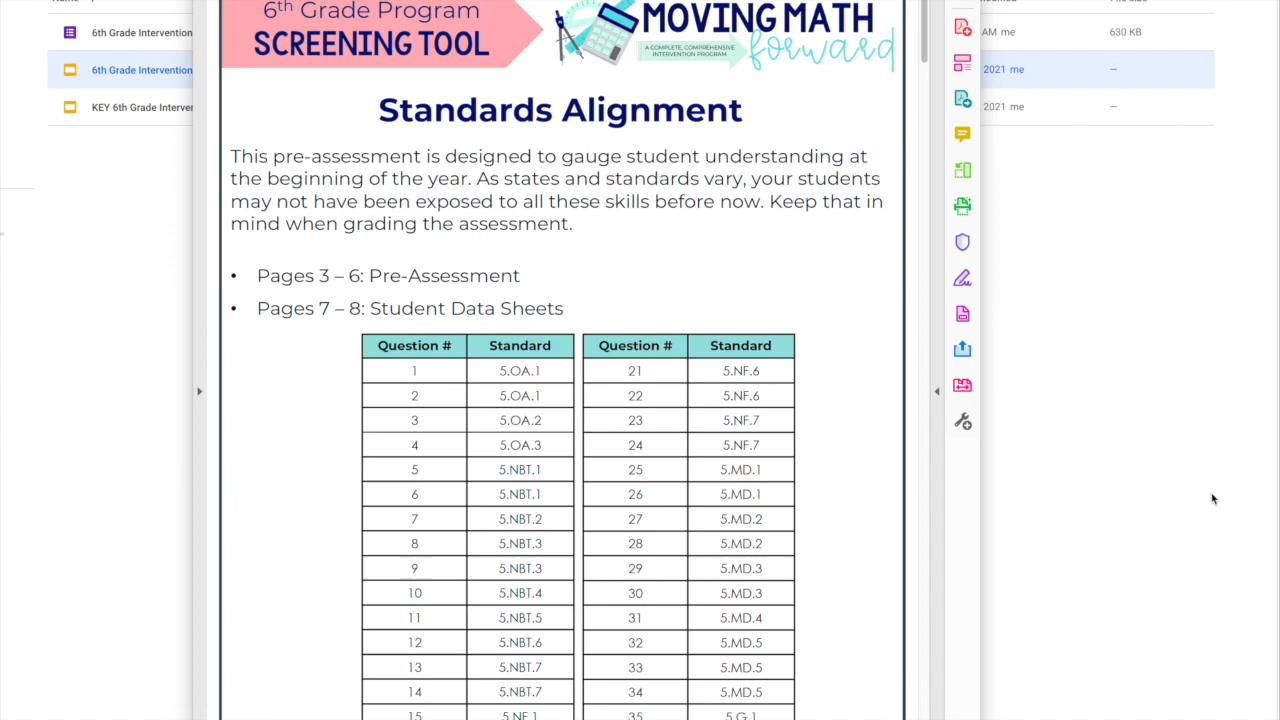 6th Grade Program
SCREENING TOOL
A COMPLETE, COMPREHENSIVE
INTERVENTION PROGRAM
MOVING MATH
forward
6th Grade Intervention
AM me
630 KB
6th Grade Intervention
2021 me
—
KEY 6th Grade Interver
2021 me
—
Standards Alignment
This pre-assessment is designed to gauge student understanding at
the beginning of the year. As states and standards vary, your students
may not have been exposed to all these skills before now. Keep that in
mind when grading the assessment.
• Pages 3 – 6: Pre-Assessment
• Pages 7 – 8: Student Data Sheets
Question # Standard Question # Standard
1 5.OA.1 21 5.NF.6
2 5.OA.1 22 5.NF.6
3 5.OA.2 23 5.NF.7
4 5.OA.3 24 5.NF.7
5 5.NBT.1 25 5.MD.1
6 5.NBT.1 26 5.MD.1
7 5.NBT.2 27 5.MD.2
8 5.NBT.3 28 5.MD.2
9 5.NBT.3 29 5.MD.3
10 5.NBT.4 30 5.MD.3
11 5.NBT.5 31 5.MD.4
12 5.NBT.6 32 5.MD.5
13 5.NBT.7 33 5.MD.5
14 5.NBT.7 34 5.MD.5
15 5.NF.1 35 5.G.1